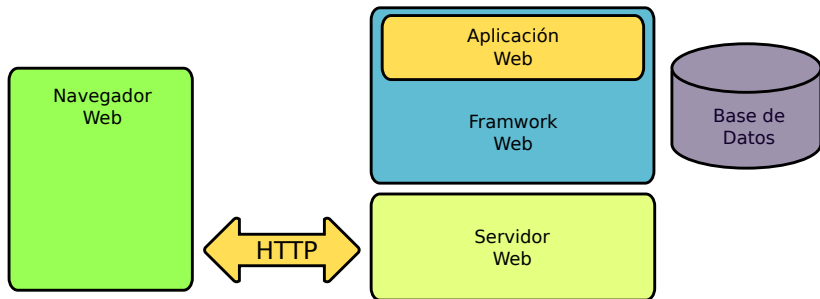 Navegador
Web
HTTP
Aplicación
Web
Framwork
Web
Servidor
Web
Base de
Datos